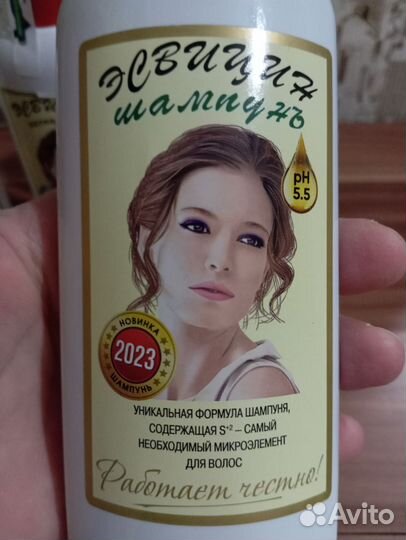 ЭСВИЦИН
шампунь
pH
5.5
НОВИНКА
2023
ШАМПУНЬ
УНИКАЛЬНАЯ ФОРМУЛА ШАМПУНЯ,
СОДЕРЖАЩАЯ S⁺² – САМЫЙ
НЕОБХОДИМЫЙ МИКРОЭЛЕМЕНТ
ДЛЯ ВОЛОС
Работает честно!
Avito